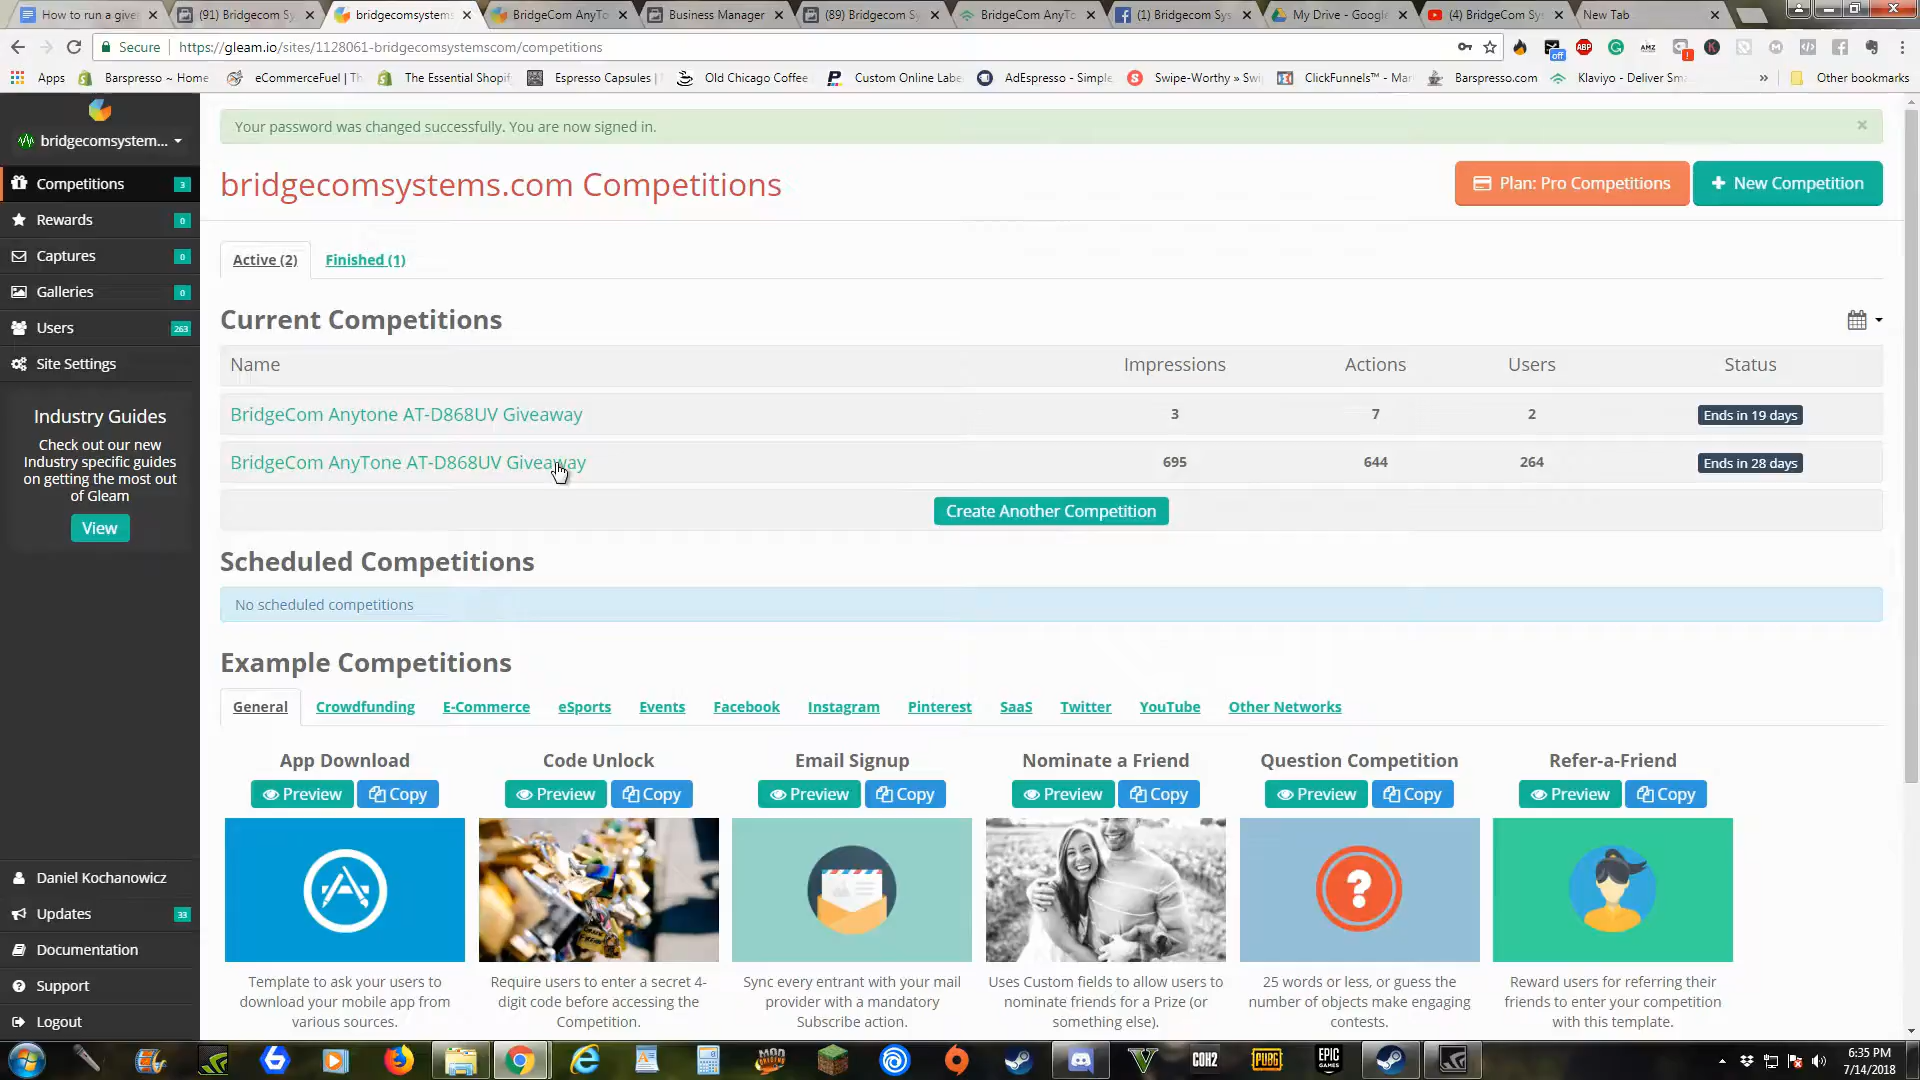 How to run a give
(91) Bridgecom Sy
bridgecomsystems
BridgeCom AnyTo
Business Manager
(89) Bridgecom Sy
BridgeCom AnyTo
(1) Bridgecom Sys
My Drive - Google
(4) BridgeCom Sy
New Tab
Secure
https://gleam.io/sites/1128061-bridgecomsystemscom/competitions
Apps
Barspresso ~ Home
eCommerceFuel | Th
The Essential Shopif
Espresso Capsules |
Old Chicago Coffee
Custom Online Labe
AdEspresso - Simple
Swipe-Worthy » Swi
ClickFunnels™ - Mar
Barspresso.com
Klaviyo - Deliver Sma
»
Other bookmarks
bridgecomsystem...
Competitions 3
Rewards 0
Captures 0
Galleries 0
Users 263
Site Settings
Industry Guides
Check out our new
Industry specific guides
on getting the most out
of Gleam
View
Daniel Kochanowicz
Updates 33
Documentation
Support
Logout
Your password was changed successfully. You are now signed in.
×
bridgecomsystems.com Competitions
Plan: Pro Competitions
+ New Competition
Active (2)
Finished (1)
Current Competitions
Name Impressions Actions Users Status
BridgeCom Anytone AT-D868UV Giveaway 3 7 2 Ends in 19 days
BridgeCom AnyTone AT-D868UV Giveaway 695 644 264 Ends in 28 days
Create Another Competition
Scheduled Competitions
No scheduled competitions
Example Competitions
General Crowdfunding E-Commerce eSports Events Facebook Instagram Pinterest SaaS Twitter YouTube Other Networks
App Download
Preview Copy
Template to ask your users to
download your mobile app from
various sources.
Code Unlock
Preview Copy
Require users to enter a secret 4-
digit code before accessing the
Competition.
Email Signup
Preview Copy
Sync every entrant with your mail
provider with a mandatory
Subscribe action.
Nominate a Friend
Preview Copy
Uses Custom fields to allow users to
nominate friends for a Prize (or
something else).
Question Competition
Preview Copy
25 words or less, or guess the
number of objects make engaging
contests.
Refer-a-Friend
Preview Copy
Reward users for referring their
friends to enter your competition
with this template.
6:35 PM
7/14/2018